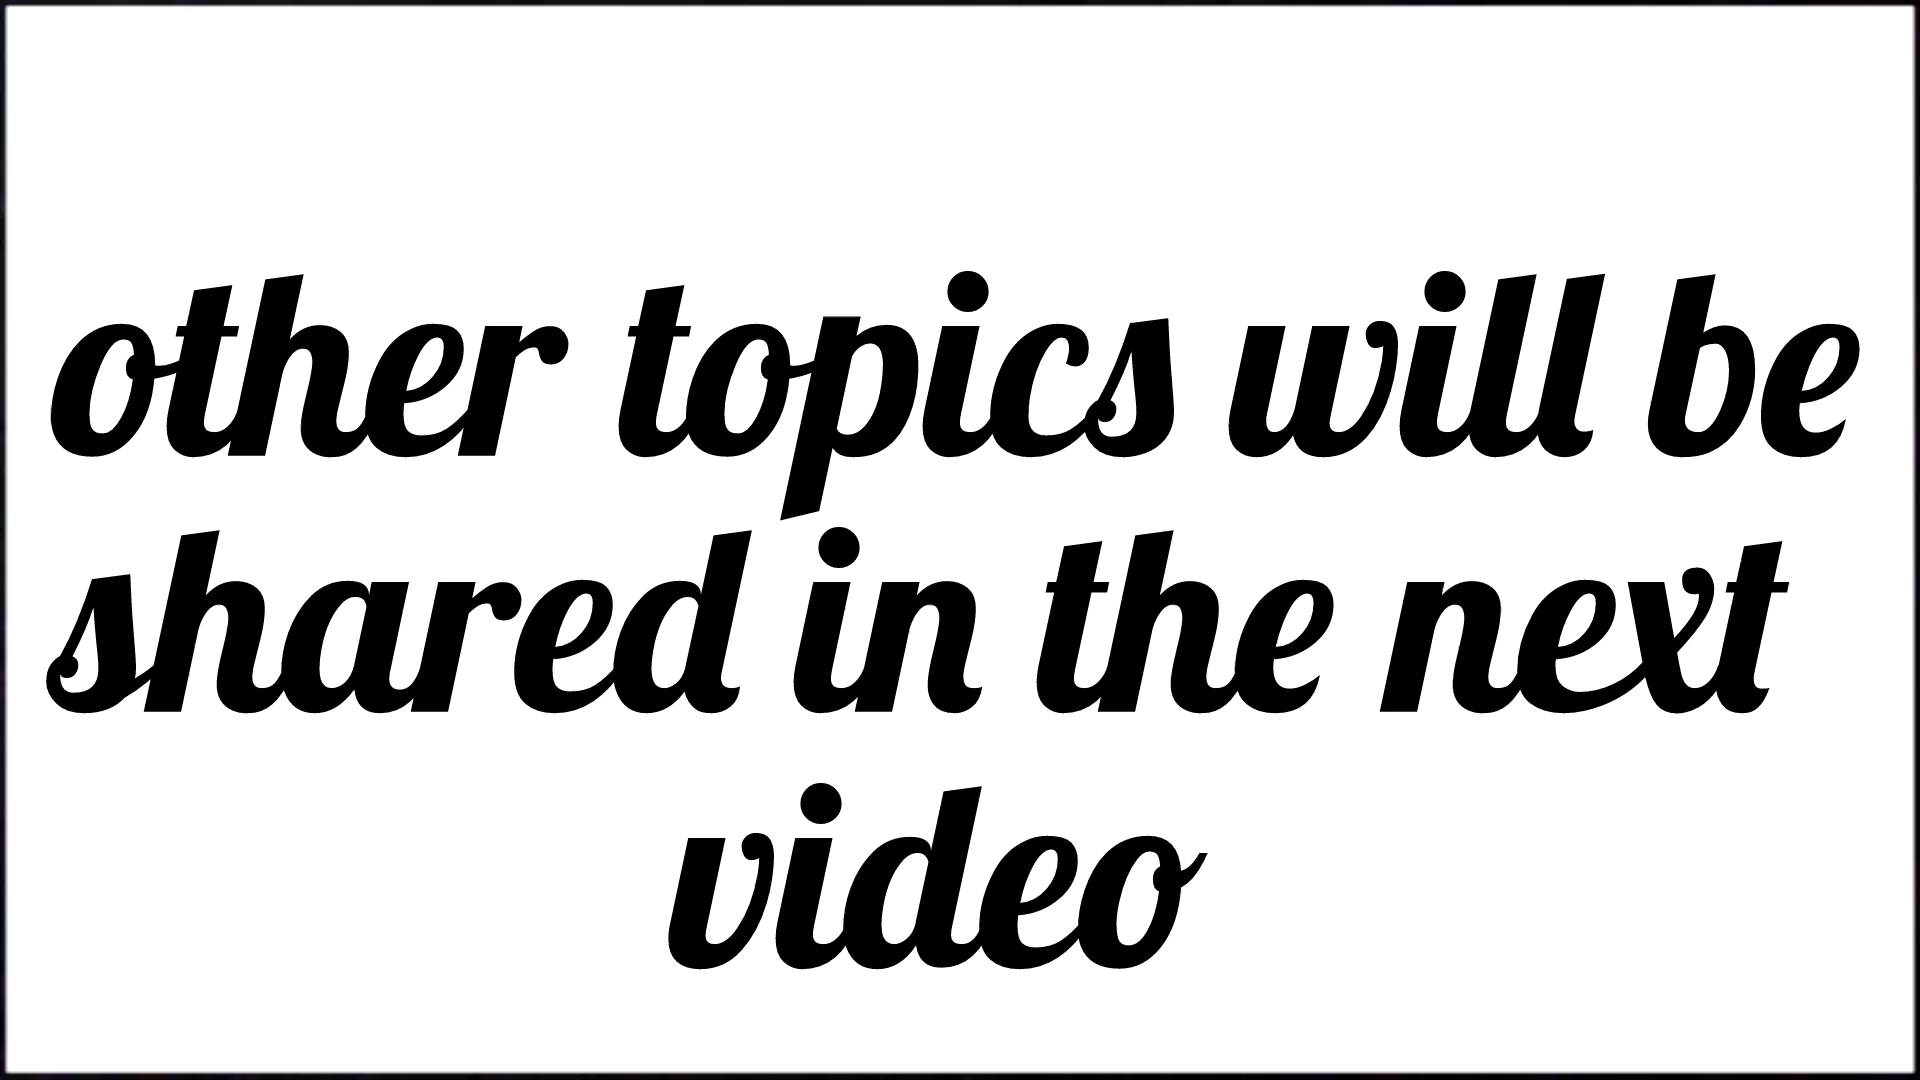 other topics will be
shared in the next
video